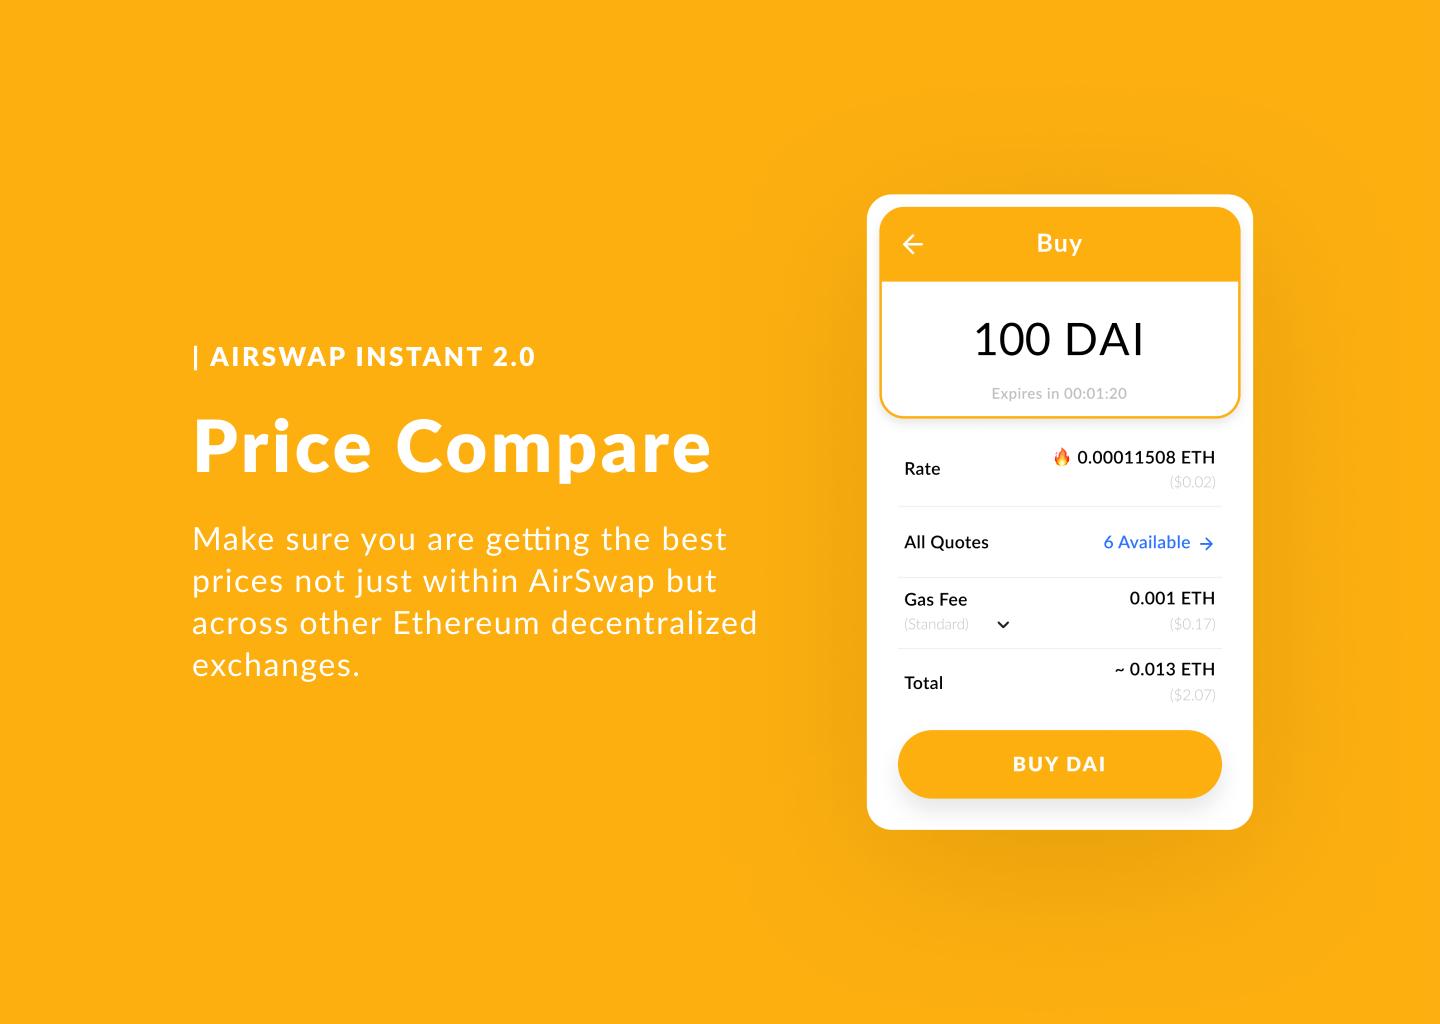 | AIRSWAP INSTANT 2.0
Price Compare
Make sure you are getting the best
prices not just within AirSwap but
across other Ethereum decentralized
exchanges.
Buy
100 DAI
Expires in 00:01:20
Rate
🔥 0.00011508 ETH
($0.02)
All Quotes
6 Available →
Gas Fee
0.001 ETH
(Standard)
($0.17)
Total
~ 0.013 ETH
($2.07)
BUY DAI